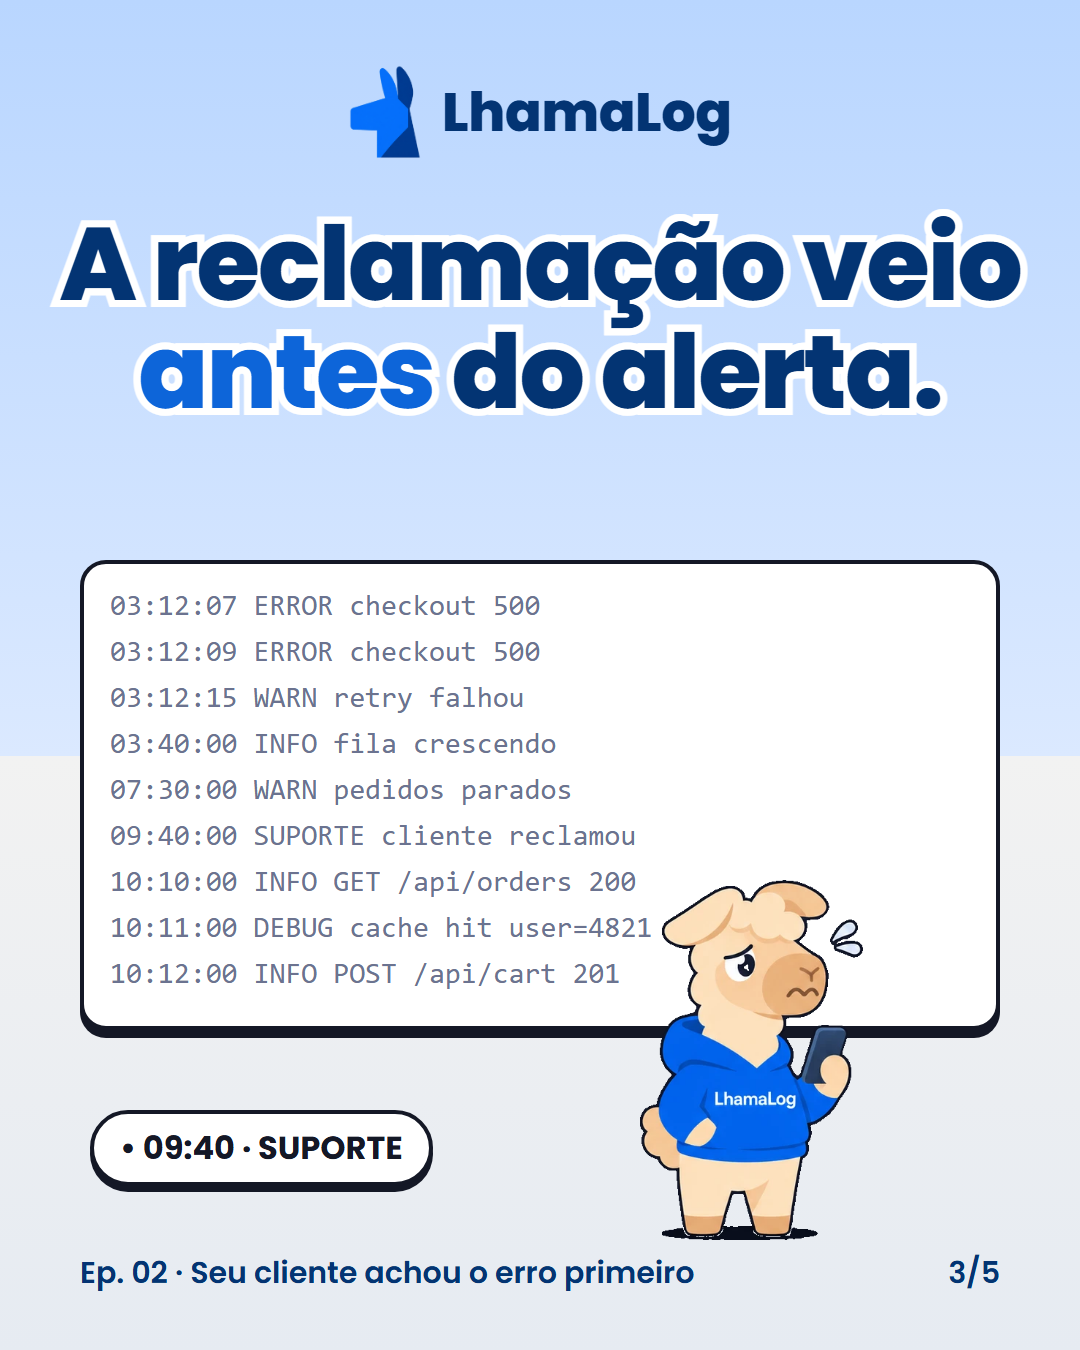 LhamaLog
A reclamação veio
antes do alerta.
03:12:07 ERROR checkout 500
03:12:09 ERROR checkout 500
03:12:15 WARN retry falhou
03:40:00 INFO fila crescendo
07:30:00 WARN pedidos parados
09:40:00 SUPORTE cliente reclamou
10:10:00 INFO GET /api/orders 200
10:11:00 DEBUG cache hit user=4821
10:12:00 INFO POST /api/cart 201
LhamaLog
• 09:40 · SUPORTE
Ep. 02 · Seu cliente achou o erro primeiro
3/5